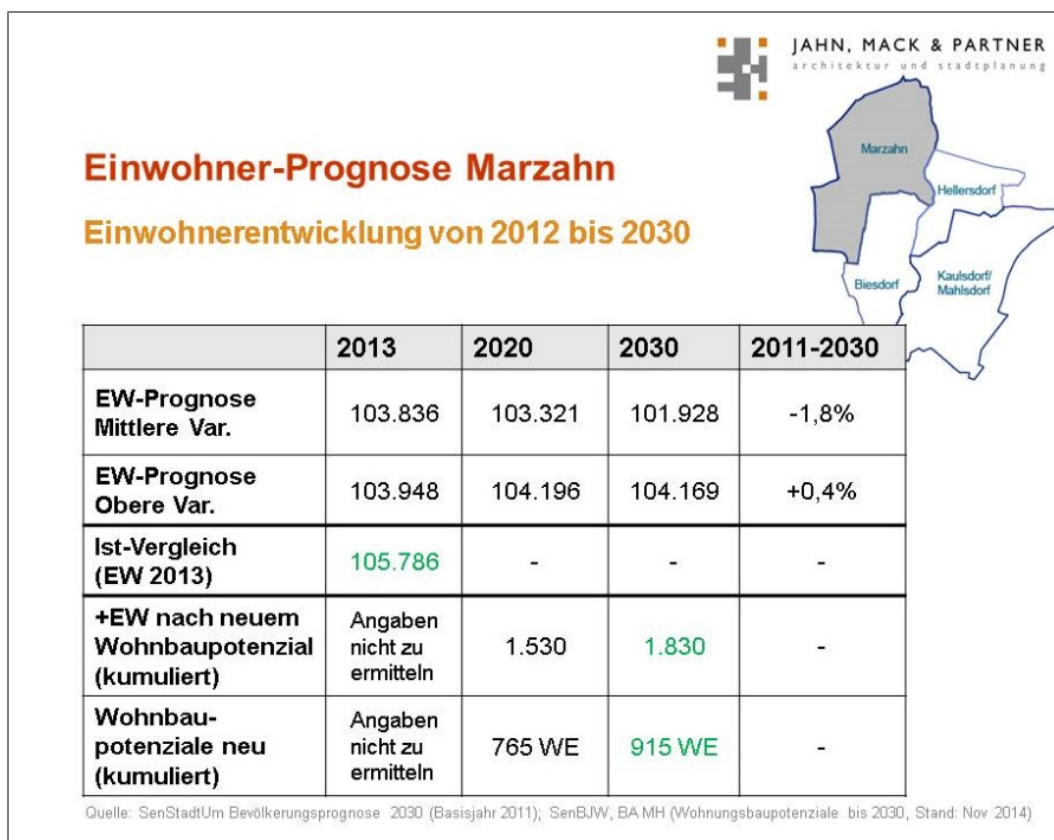 JAHN, MACK & PARTNER
architektur und stadtplanung
Marzahn
Hellersdorf
Biesdorf
Kaulsdorf/
Mahlsdorf
Einwohner-Prognose Marzahn
Einwohnerentwicklung von 2012 bis 2030
2013 2020 2030 2011-2030
EW-Prognose
Mittlere Var. 103.836 103.321 101.928 -1,8%
EW-Prognose
Obere Var. 103.948 104.196 104.169 +0,4%
Ist-Vergleich
(EW 2013) 105.786 - - -
+EW nach neuem
Wohnbaupotenzial
(kumuliert)
Angaben
nicht zu
ermitteln
1.530 1.830 -
Wohnbau-
potenziale neu
(kumuliert)
Angaben
nicht zu
ermitteln
765 WE 915 WE -
Quelle: SenStadtUm Bevölkerungsprognose 2030 (Basisjahr 2011); SenBJW, BA MH (Wohnungsbaupotenziale bis 2030, Stand: Nov 2014)